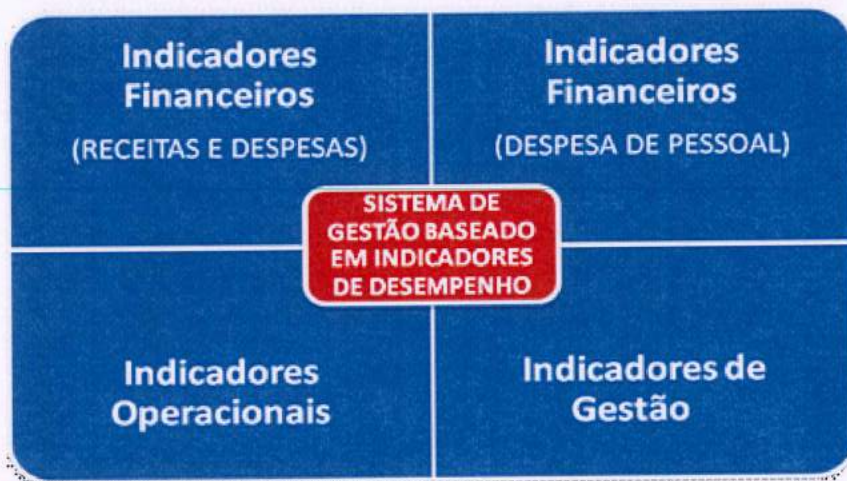 Indicadores
Financeiros
(RECEITAS E DESPESAS)
Indicadores
Financeiros
(DESPESA DE PESSOAL)
SISTEMA DE
GESTÃO BASEADO
EM INDICADORES
DE DESEMPENHO
Indicadores
Operacionais
Indicadores de
Gestão